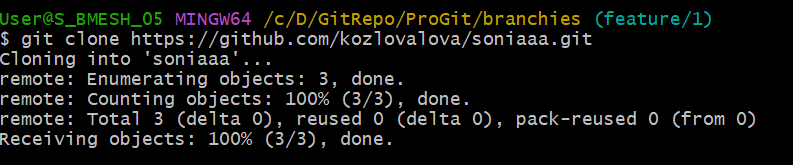 User@S_BMESH_05 MINGW64 /c/D/GitRepo/ProGit/branchies (feature/1)
$ git clone https://github.com/kozlovalova/soniaaa.git
Cloning into 'soniaaa'...
remote: Enumerating objects: 3, done.
remote: Counting objects: 100% (3/3), done.
remote: Total 3 (delta 0), reused 0 (delta 0), pack-reused 0 (from 0)
Receiving objects: 100% (3/3), done.